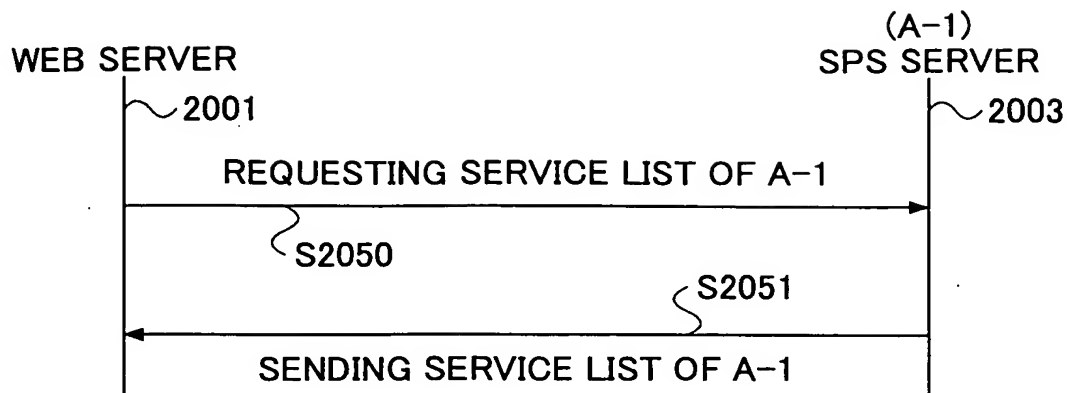 (A-1)
WEB SERVER
SPS SERVER
2001
2003
REQUESTING SERVICE LIST OF A-1
S2050
S2051
SENDING SERVICE LIST OF A-1